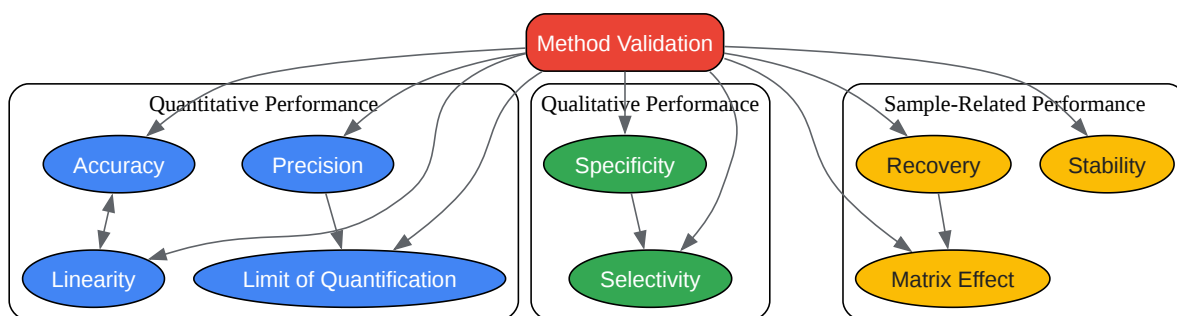 Method Validation
Quantitative Performance
Qualitative Performance
Sample-Related Performance
Accuracy
Precision
Specificity
Recovery
Stability
Linearity
Limit of Quantification
Selectivity
Matrix Effect